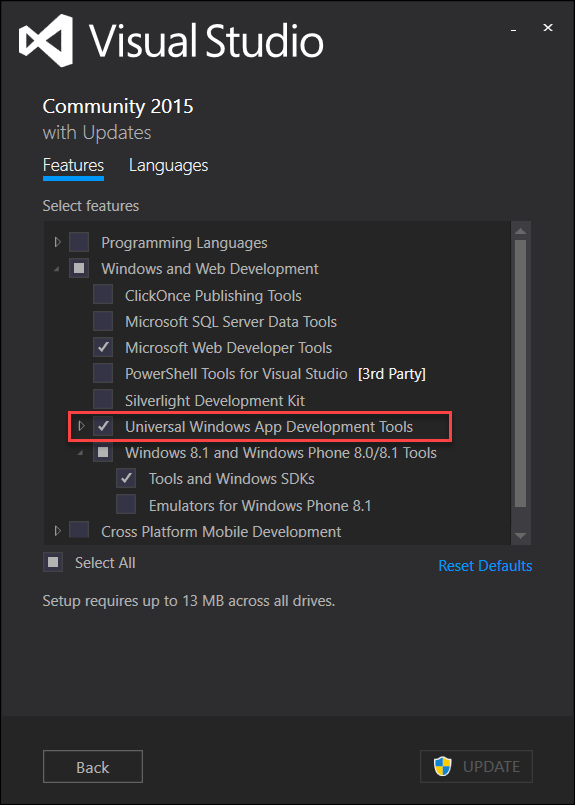 Visual Studio
Community 2015
with Updates
Features Languages
Select features
Programming Languages
Windows and Web Development
ClickOnce Publishing Tools
Microsoft SQL Server Data Tools
Microsoft Web Developer Tools
PowerShell Tools for Visual Studio [3rd Party]
Silverlight Development Kit
Universal Windows App Development Tools
Windows 8.1 and Windows Phone 8.0/8.1 Tools
Tools and Windows SDKs
Emulators for Windows Phone 8.1
Cross Platform Mobile Development
Select All
Reset Defaults
Setup requires up to 13 MB across all drives.
Back UPDATE